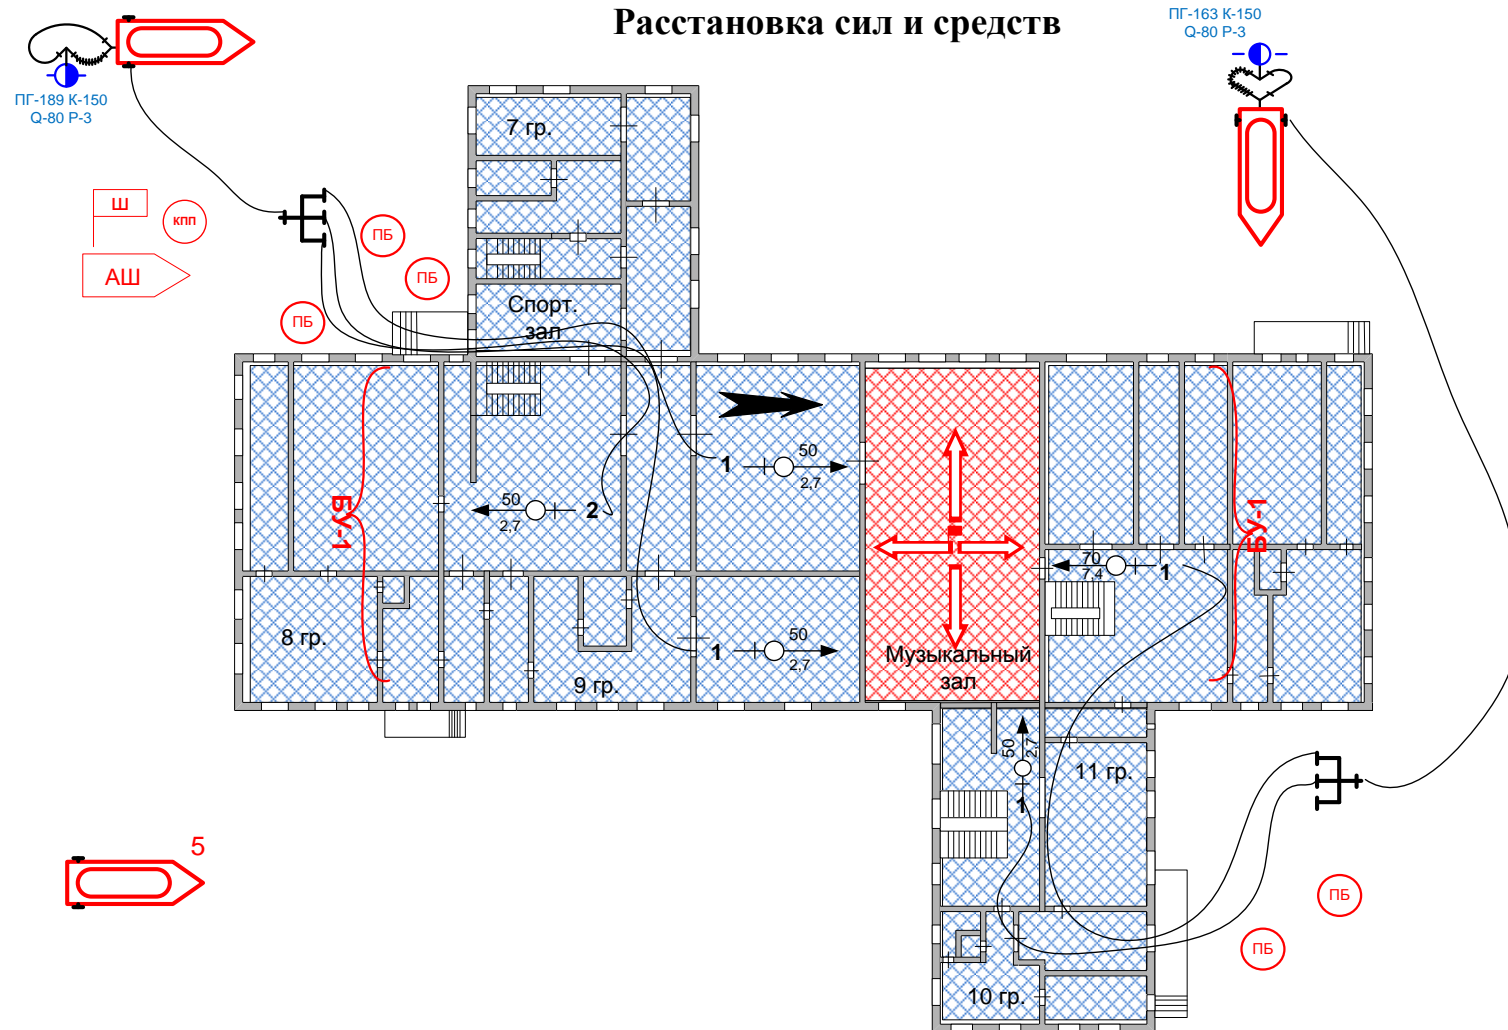 Расстановка сил и средств
ПГ-189 К-150
Q-80 Р-3
ПГ-163 К-150
Q-80 Р-3
7 гр.
Ш
кпп
АШ
ПБ
ПБ
ПБ
Спорт.
зал
1
50
2,7
50
2,7
2
БУ-1
БУ-1
70
7,4
1
8 гр.
9 гр.
1
50
2,7
Музыкальный
зал
50
2,7
1
11 гр.
5
ПБ
ПБ
10 гр.